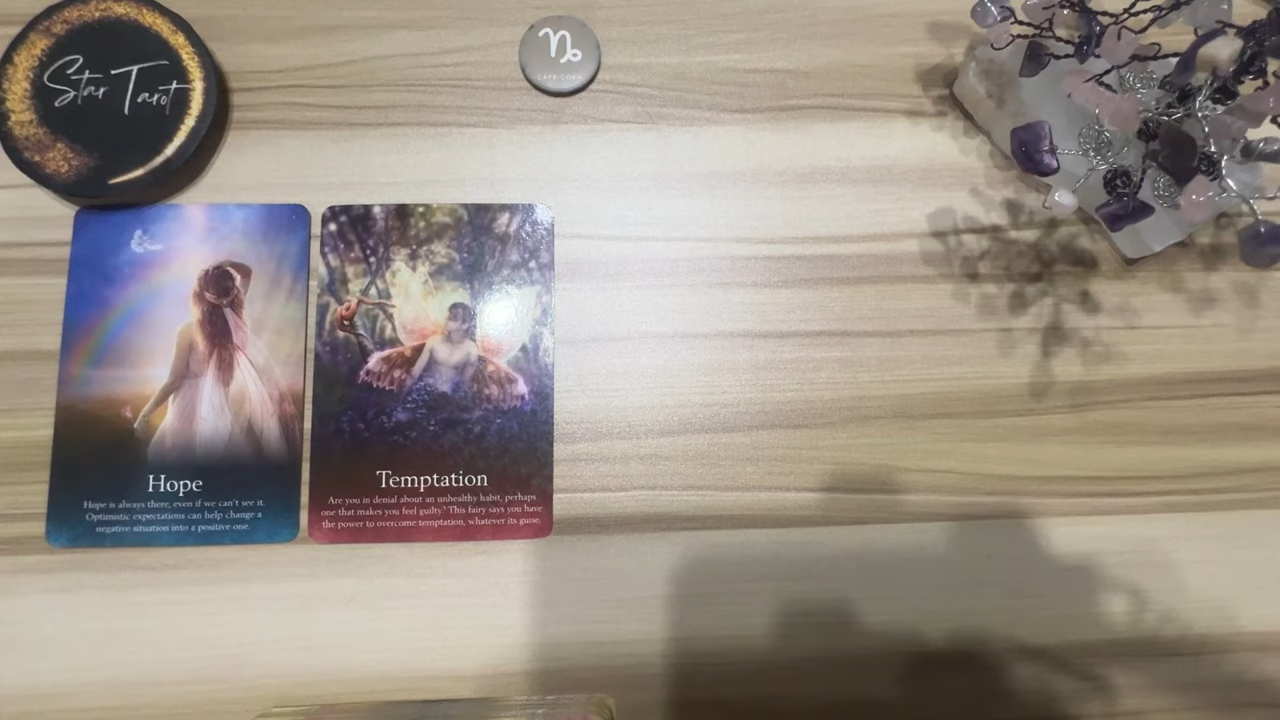 Star Tarot
CAPRICORN
Hope
Hope is always there, even if we can't see it.
Optimistic expectations can help change a
negative situation into a positive one.
Temptation
Are you in denial about an unhealthy habit, perhaps
one that makes you feel guilty? This fairy says you have
the power to overcome temptation, whatever its guise.